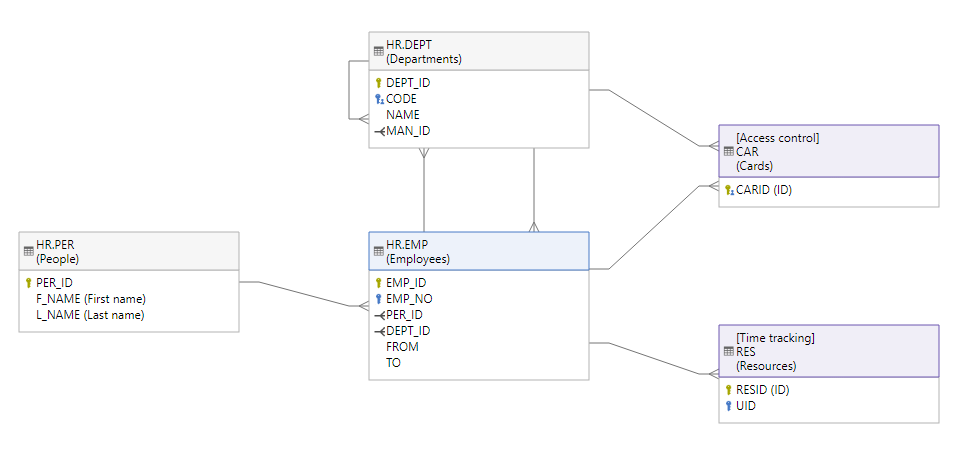 HR.DEPT
(Departments)
DEPT_ID
CODE
NAME
MAN_ID
[Access control]
CAR
(Cards)
CARID (ID)
HR.PER
(People)
PER_ID
F_NAME (First name)
L_NAME (Last name)
HR.EMP
(Employees)
EMP_ID
EMP_NO
PER_ID
DEPT_ID
FROM
TO
[Time tracking]
RES
(Resources)
RESID (ID)
UID